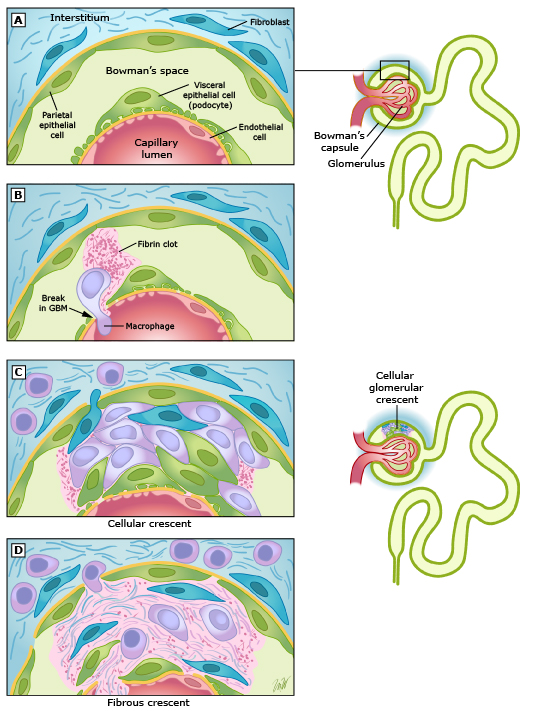 A
Interstitium
Fibroblast
Bowman's space
Visceral
epithelial cell
(podocyte)
Parietal
epithelial
cell
Endothelial
cell
Capillary
lumen
Bowman's
capsule
Glomerulus
B
Fibrin clot
Break
in GBM
Macrophage
C
Cellular
glomerular
crescent
Cellular crescent
D
Fibrous crescent